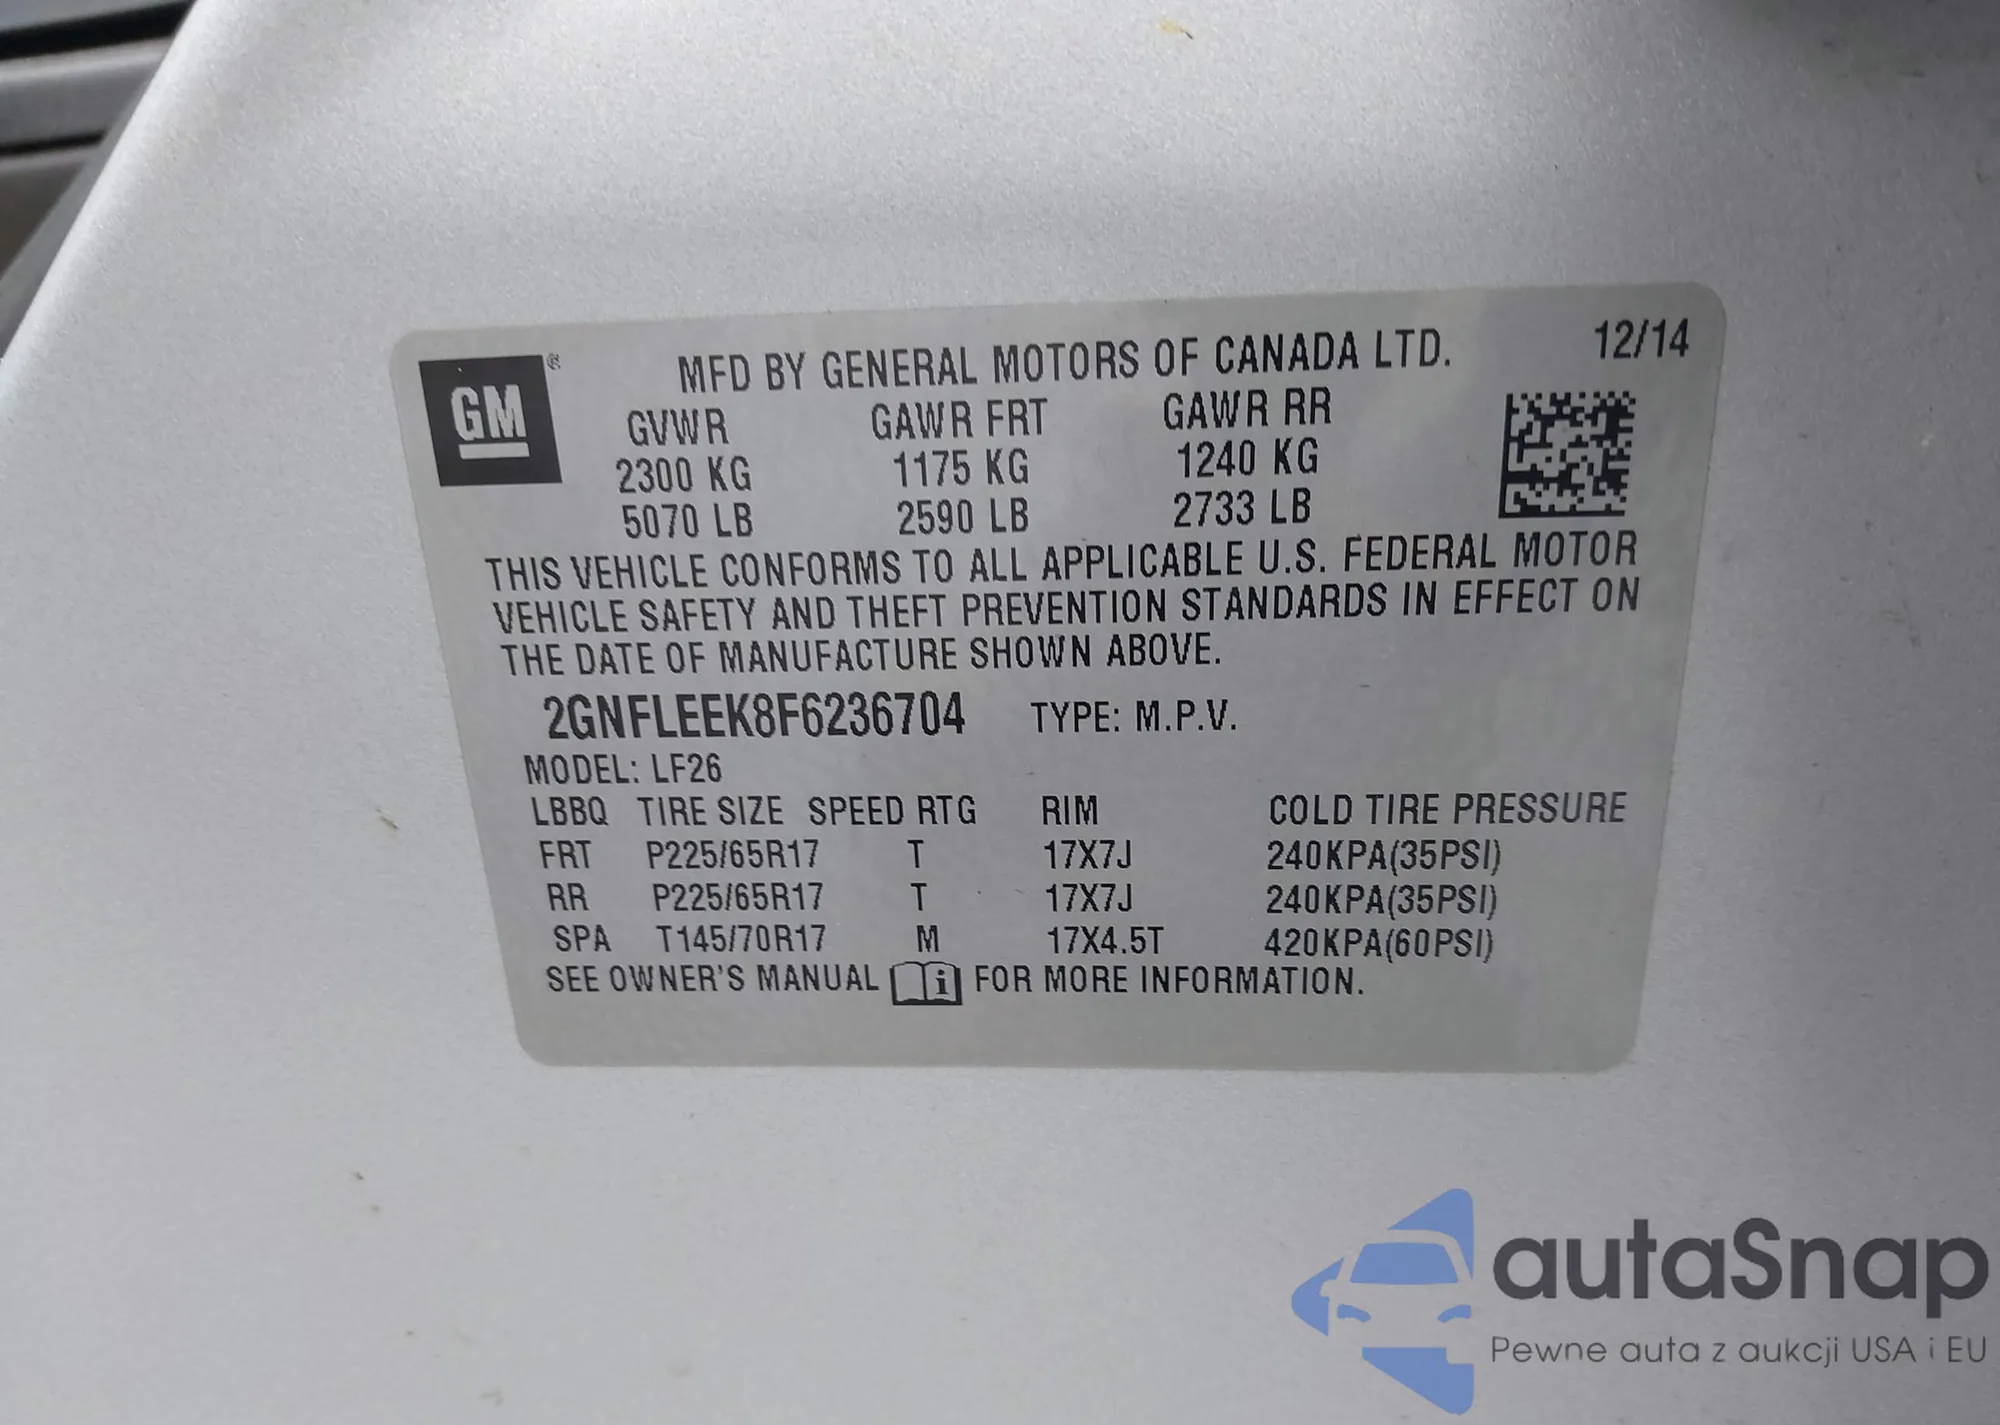 MFD BY GENERAL MOTORS OF CANADA LTD. 12/14
GM ®
GVWR GAWR FRT GAWR RR
2300 KG 1175 KG 1240 KG
5070 LB 2590 LB 2733 LB
THIS VEHICLE CONFORMS TO ALL APPLICABLE U.S. FEDERAL MOTOR
VEHICLE SAFETY AND THEFT PREVENTION STANDARDS IN EFFECT ON
THE DATE OF MANUFACTURE SHOWN ABOVE.
2GNFLEEK8F6236704 TYPE: M.P.V.
MODEL: LF26
LBBQ TIRE SIZE SPEED RTG RIM COLD TIRE PRESSURE
FRT P225/65R17 T 17X7J 240KPA(35PSI)
RR P225/65R17 T 17X7J 240KPA(35PSI)
SPA T145/70R17 M 17X4.5T 420KPA(60PSI)
SEE OWNER'S MANUAL i FOR MORE INFORMATION.
autaSnap
Pewne auta z aukcji USA i EU